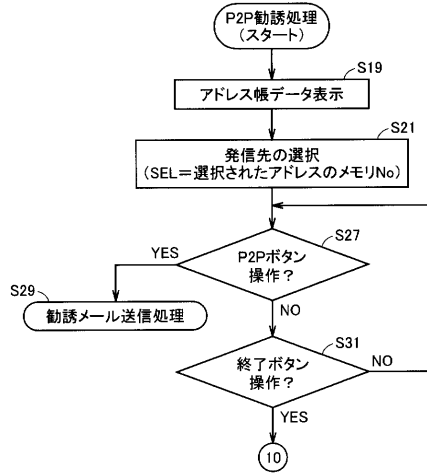 P2P勧誘処理
(スタート)
S19
アドレス帳データ表示
S21
発信先の選択
(SEL=選択されたアドレスのメモリNo)
S27
YES
P2Pボタン
操作?
S29
勧誘メール送信処理
NO
S31
終了ボタン
操作?
NO
YES
10